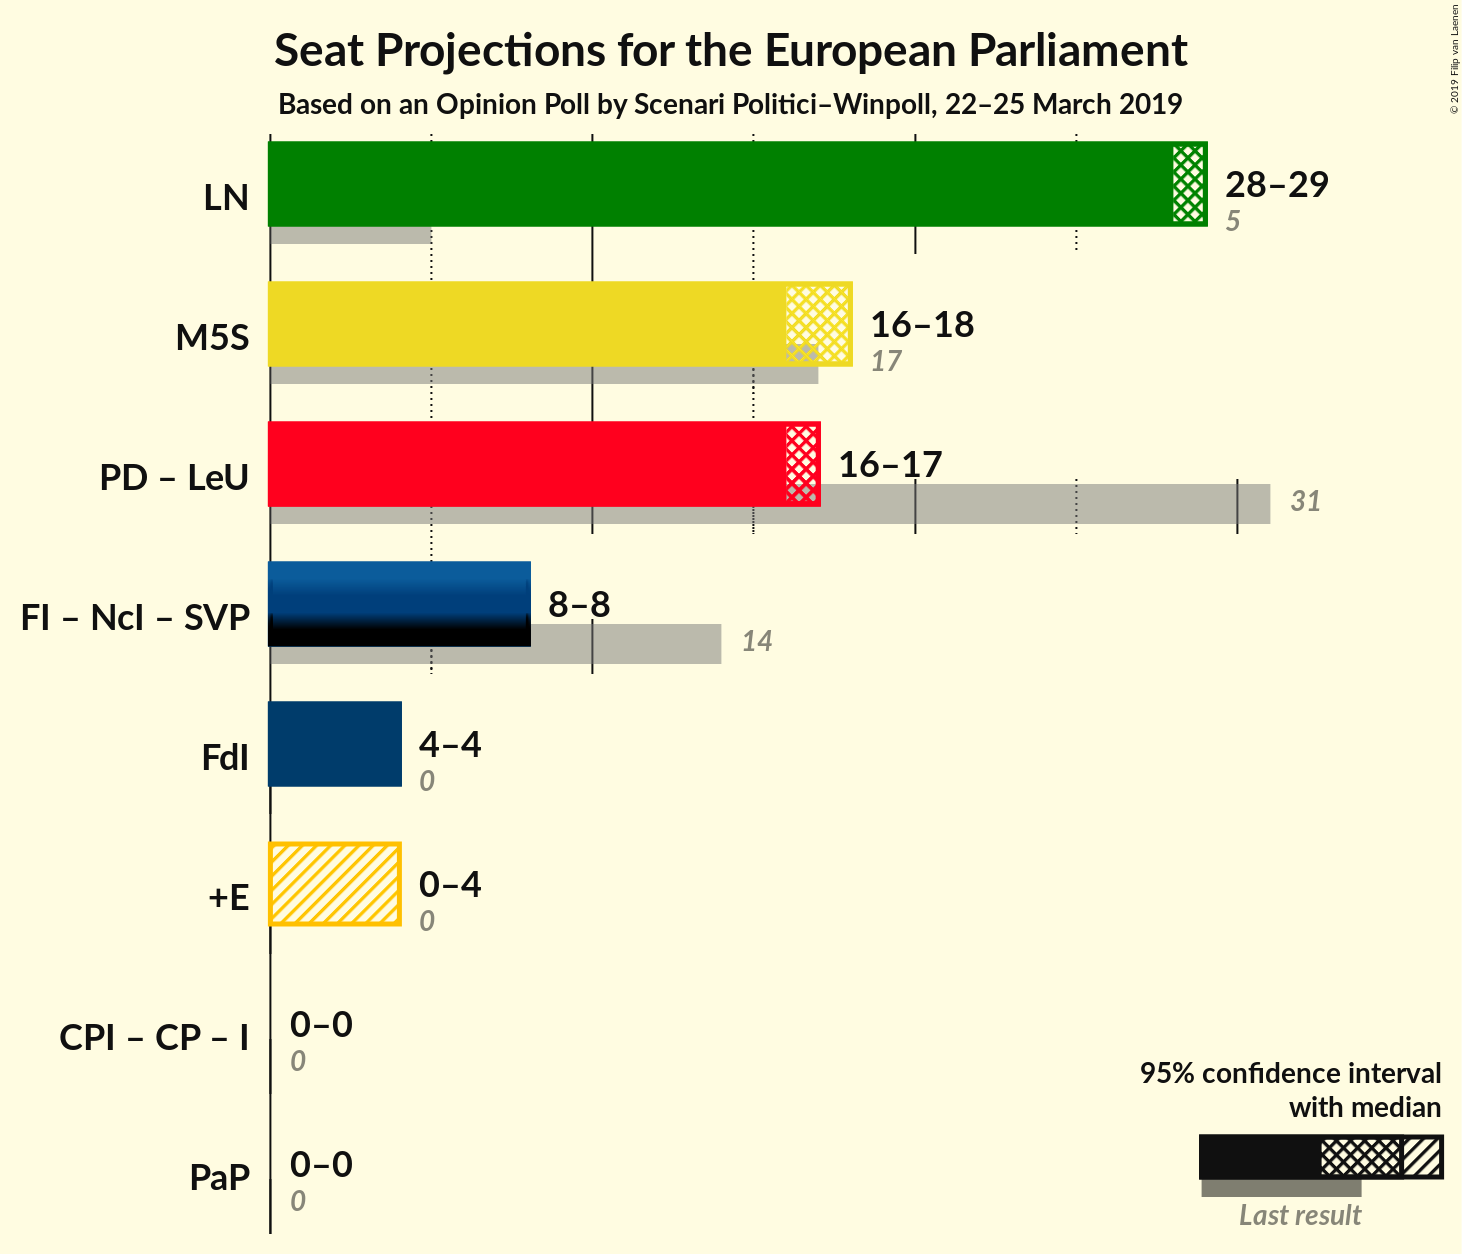 Seat Projections for the European Parliament
Based on an Opinion Poll by Scenari Politici–Winpoll, 22–25 March 2019
© 2019 Filip van Laenen
LN
28–29
5
M5S
16–18
17
PD – LeU
16–17
31
FI – NcI – SVP
8–8
14
FdI
4–4
0
+E
0–4
0
CPI – CP – I
0–0
0
PaP
0–0
0
95% confidence interval
with median
Last result